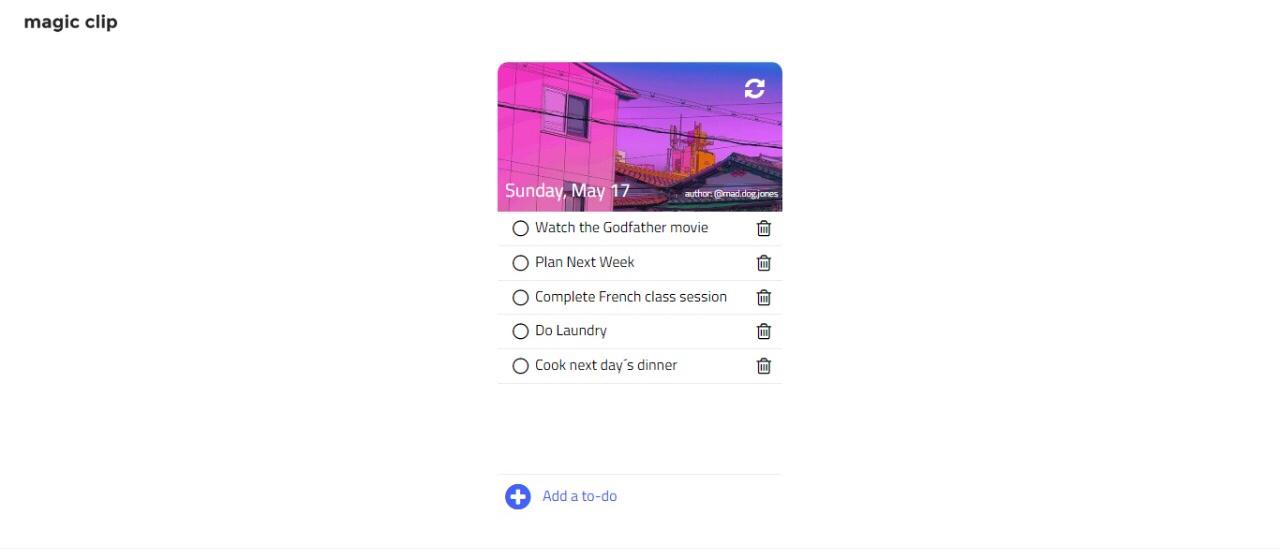 magic clip
Sunday, May 17
author: @mad.dog.jones
Watch the Godfather movie
Plan Next Week
Complete French class session
Do Laundry
Cook next day´s dinner
Add a to-do